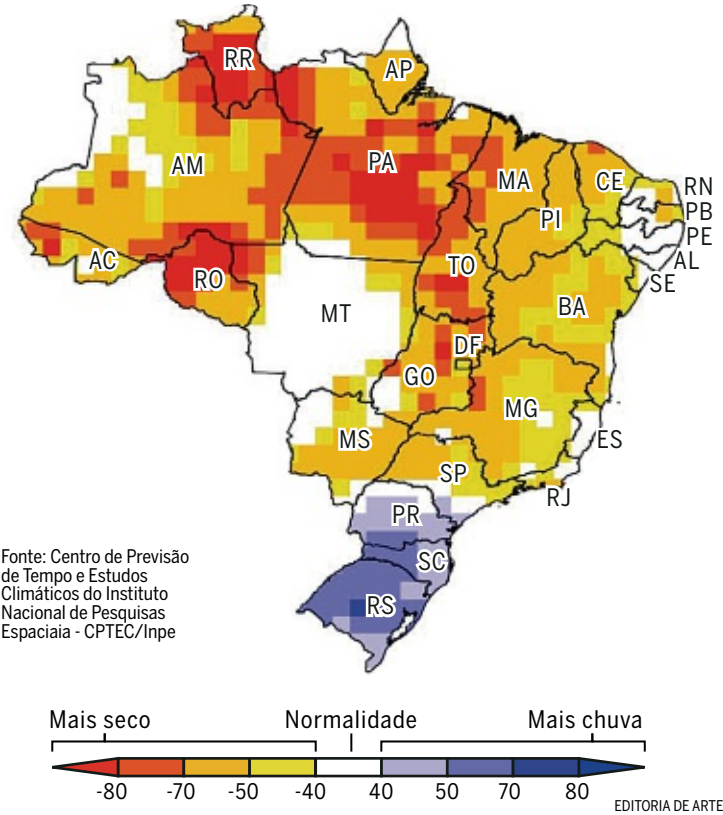 RR
AP
AM
PA
MA
CE
RN
PB
PI
PE
AC
TO
AL
RO
SE
BA
MT
DF
GO
MG
ES
MS
SP
RJ
PR
SC
RS
Fonte: Centro de Previsão
de Tempo e Estudos
Climáticos do Instituto
Nacional de Pesquisas
Espaciaia - CPTEC/Inpe
Mais seco Normalidade Mais chuva
-80 -70 -50 -40 40 50 70 80
EDITORIA DE ARTE